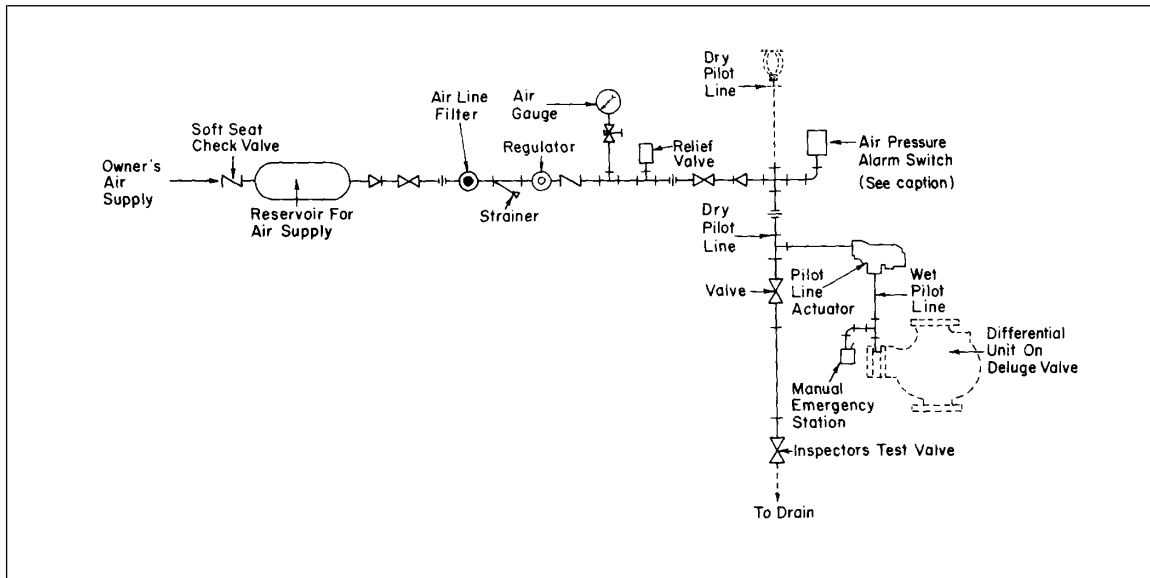 Dry
Pilot
Line
Air Line
Filter
Air
Gauge
Soft Seat
Check Valve
Regulator
Relief
Valve
Air Pressure
Alarm Switch
(See caption)
Owner's
Air
Supply
Reservoir For
Air Supply
Strainer
Dry
Pilot
Line
Valve
Pilot
Line
Actuator
Wet
Pilot
Line
Differential
Unit On
Deluge Valve
Manual
Emergency
Station
Inspectors Test Valve
To Drain